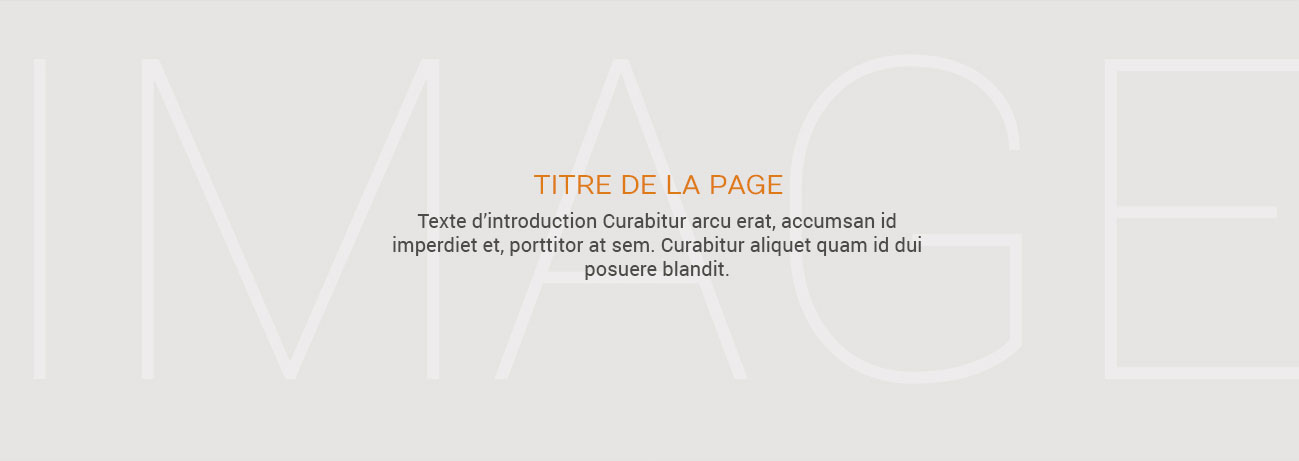 IMAGE
TITRE DE LA PAGE
Texte d’introduction Curabitur arcu erat, accumsan id
imperdiet et, porttitor at sem. Curabitur aliquet quam id dui
posuere blandit.